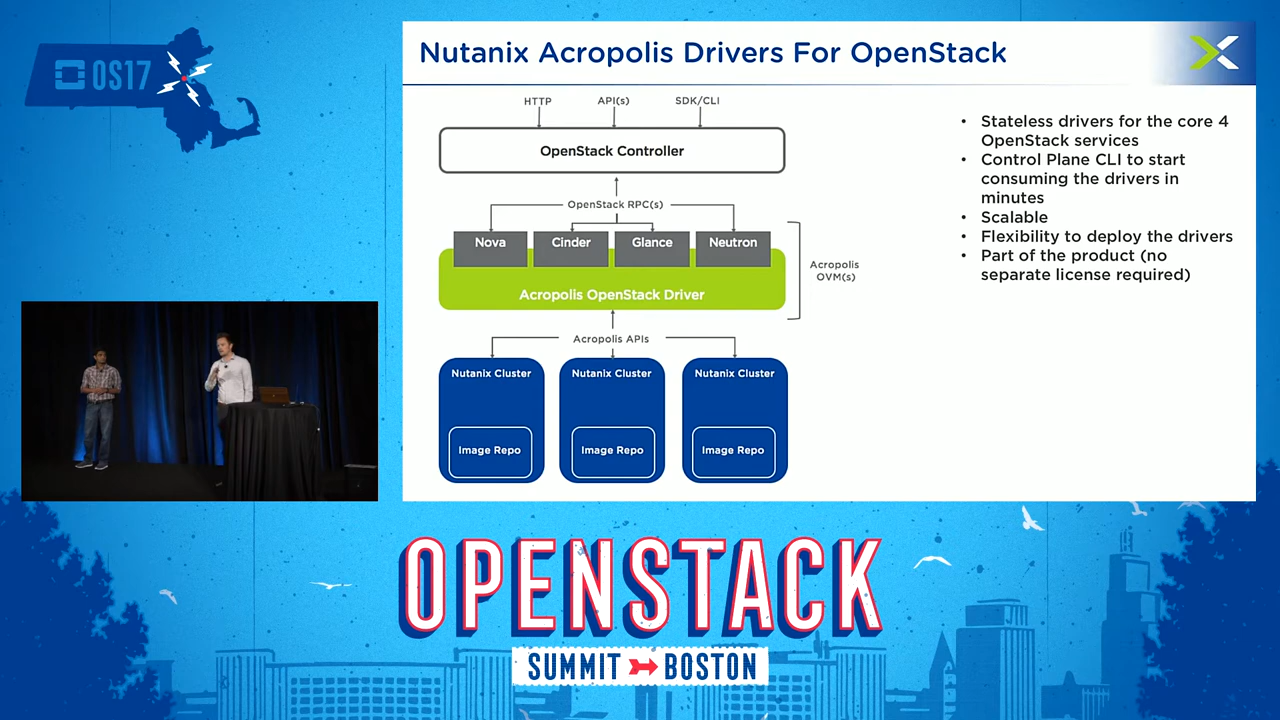 OS17
Nutanix Acropolis Drivers For OpenStack
HTTP
API(s)
SDK/CLI
OpenStack Controller
OpenStack RPC(s)
Nova
Cinder
Glance
Neutron
Acropolis OpenStack Driver
Acropolis
OVM(s)
Acropolis APIs
Nutanix Cluster
Nutanix Cluster
Nutanix Cluster
Image Repo
Image Repo
Image Repo
• Stateless drivers for the core 4
OpenStack services
• Control Plane CLI to start
consuming the drivers in
minutes
• Scalable
• Flexibility to deploy the drivers
• Part of the product (no
separate license required)
OPENSTACK
SUMMIT BOSTON